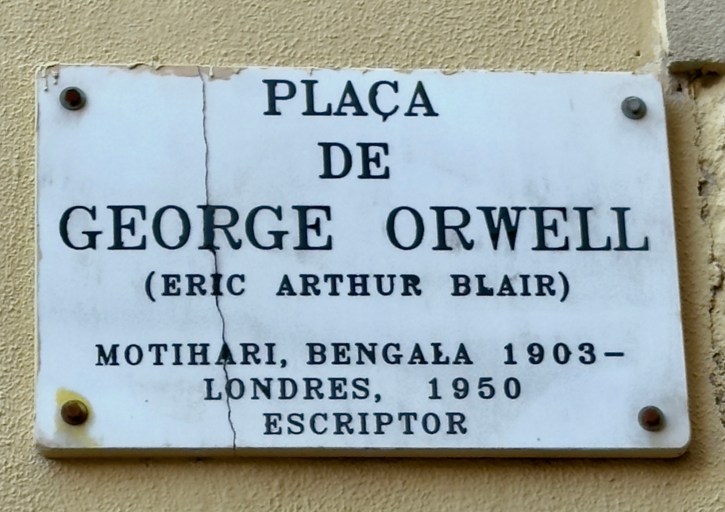 PLAÇA
DE
GEORGE ORWELL
(ERIC ARTHUR BLAIR)
MOTIHARI, BENGALA 1903-
LONDRES, 1950
ESCRIPTOR